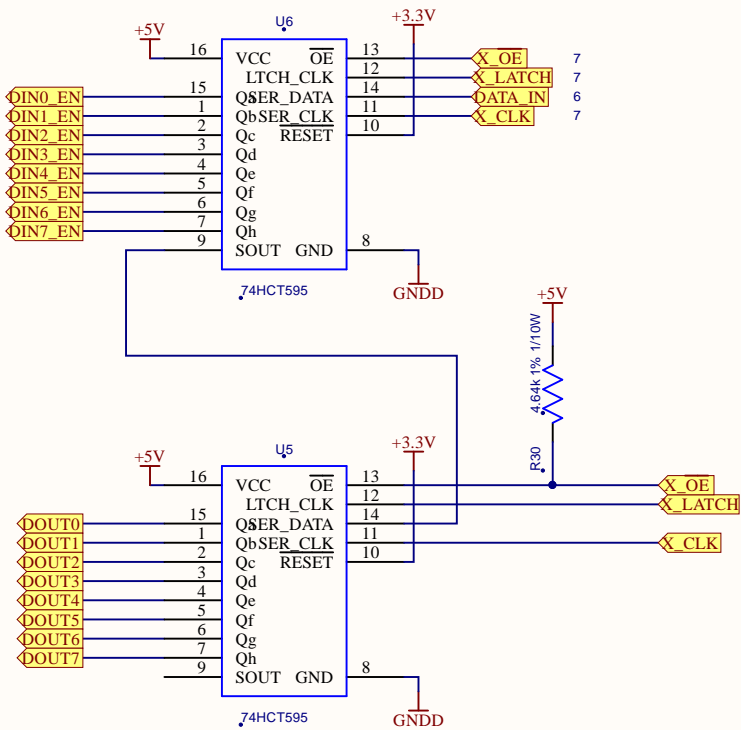 U6
+5V
+3.3V
16 VCC OE 13 X_OE 7
LTCH_CLK 12 X_LATCH 7
DIN0_EN 15 Qa SER_DATA 14 DATA_IN 6
DIN1_EN 1 Qb SER_CLK 11 X_CLK 7
DIN2_EN 2 Qc RESET 10
DIN3_EN 3 Qd
DIN4_EN 4 Qe
DIN5_EN 5 Qf
DIN6_EN 6 Qg
DIN7_EN 7 Qh
9 SOUT GND 8
74HCT595
GNDD
+5V
4.64k 1% 1/10W
R30
U5
+5V
+3.3V
16 VCC OE 13 X_OE
LTCH_CLK 12 X_LATCH
DOUT0 15 Qa SER_DATA 14
DOUT1 1 Qb SER_CLK 11 X_CLK
DOUT2 2 Qc RESET 10
DOUT3 3 Qd
DOUT4 4 Qe
DOUT5 5 Qf
DOUT6 6 Qg
DOUT7 7 Qh
9 SOUT GND 8
74HCT595
GNDD